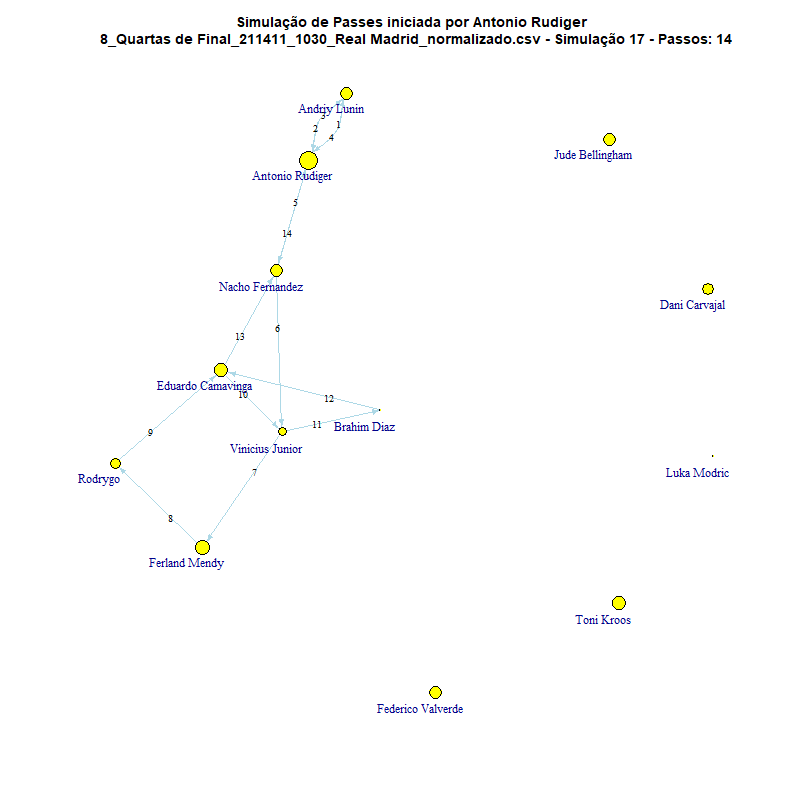 Simulação de Passes iniciada por Antonio Rudiger
8_Quartas de Final_211411_1030_Real Madrid_normalizado.csv - Simulação 17 - Passos: 14
Andriy Lunin
3
2
1
4
Jude Bellingham
Antonio Rudiger
5
14
Nacho Fernandez
Dani Carvajal
6
13
Eduardo Camavinga
10
12
11
Brahim Diaz
9
Vinicius Junior
7
Rodrygo
Luka Modric
8
Ferland Mendy
Toni Kroos
Federico Valverde